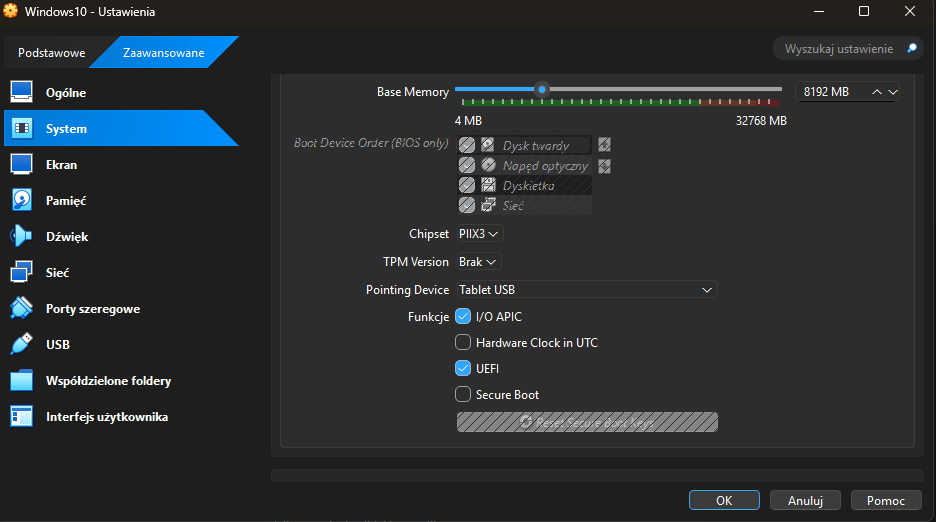 Windows10 - Ustawienia
Podstawowe Zaawansowane Wyszukaj ustawienie
Ogólne
System
Ekran
Pamięć
Dźwięk
Sieć
Porty szeregowe
USB
Współdzielone foldery
Interfejs użytkownika
Base Memory 8192 MB
4 MB 32768 MB
Boot Device Order (BIOS only) Dysk twardy
Napęd optyczny
Dyskietka
Sieć
Chipset PIIX3
TPM Version Brak
Pointing Device Tablet USB
Funkcje I/O APIC
Hardware Clock in UTC
UEFI
Secure Boot
Reset Secure Boot Keys
OK Anuluj Pomoc